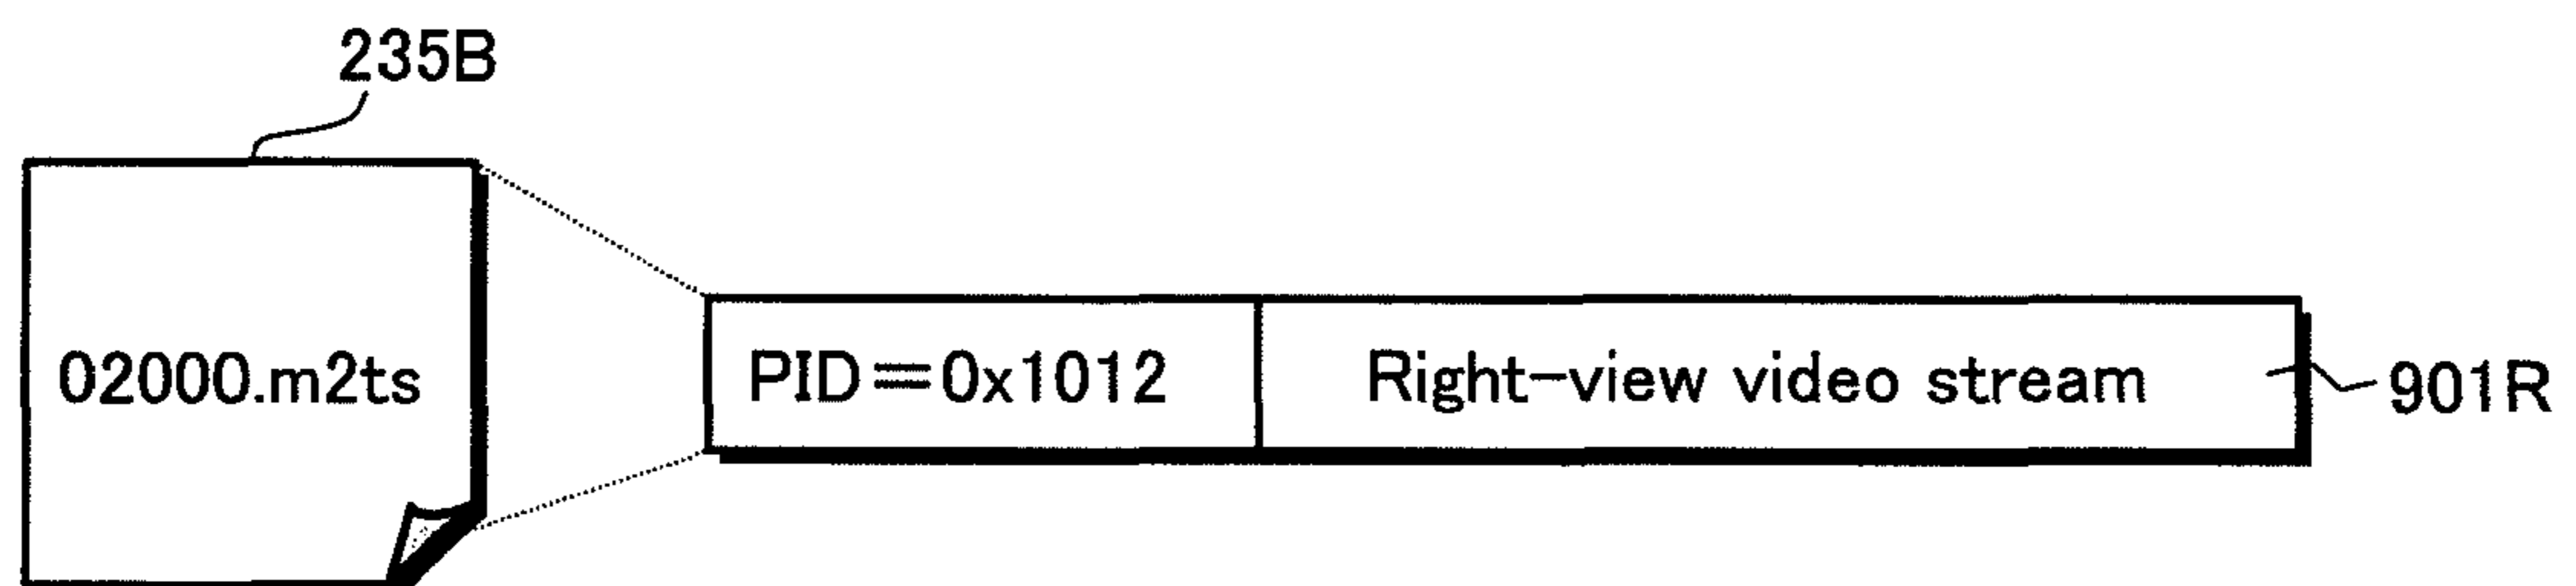 235B
02000.m2ts
PID=0x1012
Right-view video stream
901R